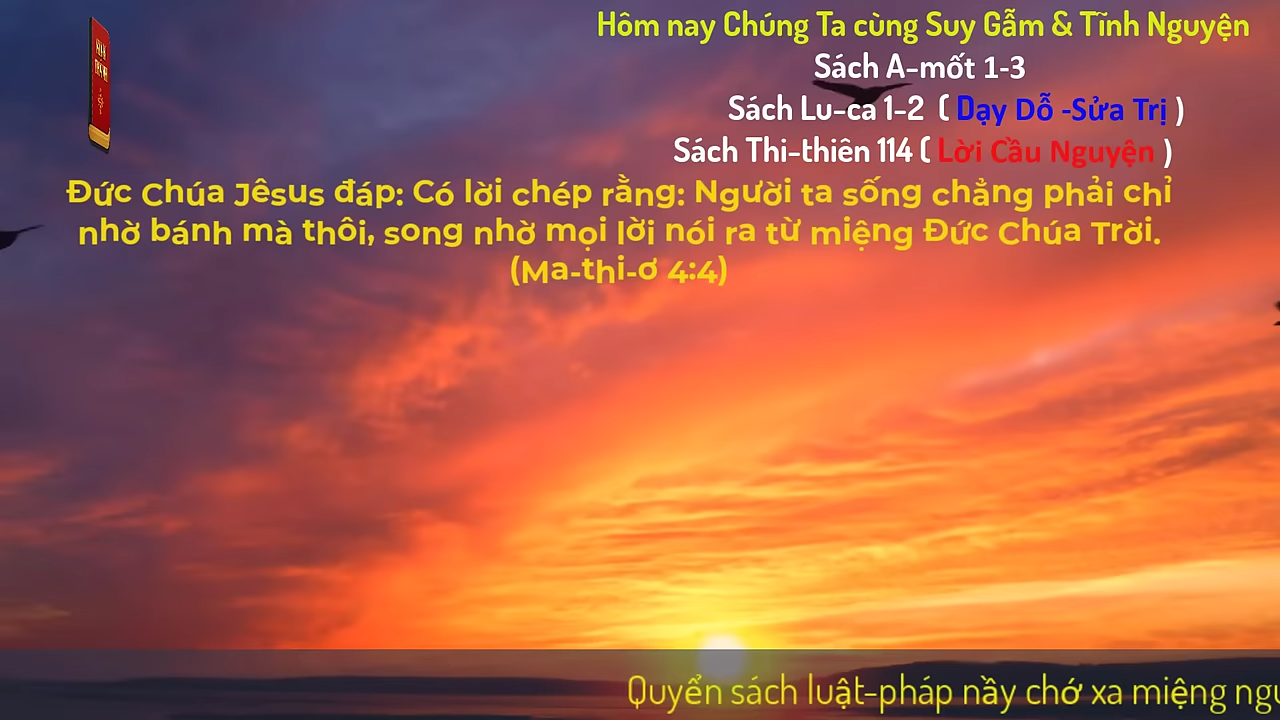 KINH
THÁNH
Hôm nay Chúng Ta cùng Suy Gẫm & Tĩnh Nguyện
Sách A-mốt 1-3
Sách Lu-ca 1-2 ( Dạy Dỗ -Sửa Trị )
Sách Thi-thiên 114 ( Lời Cầu Nguyện )
Đức Chúa Jêsus đáp: Có lời chép rằng: Người ta sống chẳng phải chỉ
nhờ bánh mà thôi, song nhờ mọi lời nói ra từ miệng Đức Chúa Trời.
(Ma-thi-ơ 4:4)
Quyển sách luật-pháp nầy chớ xa miệng